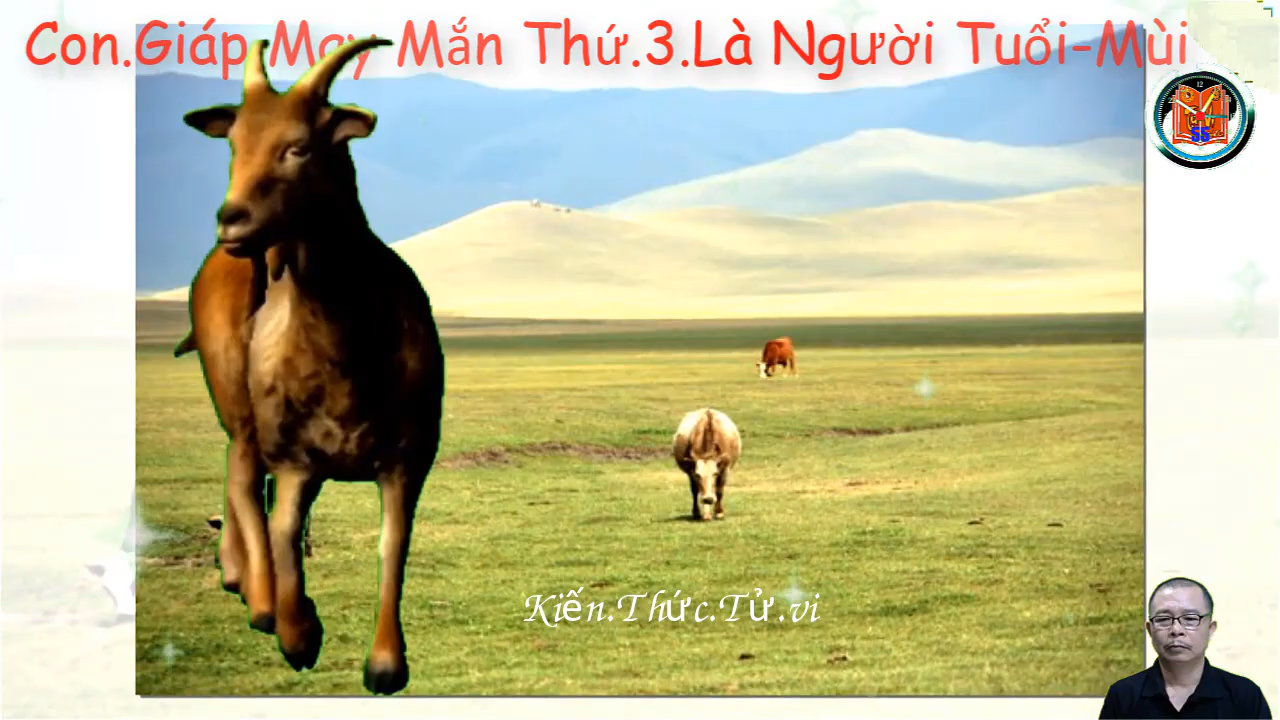 Con.Giáp May Mắn Thứ.3.Là Người Tuổi-Mùi
Kiến.Thức.Tử.vi